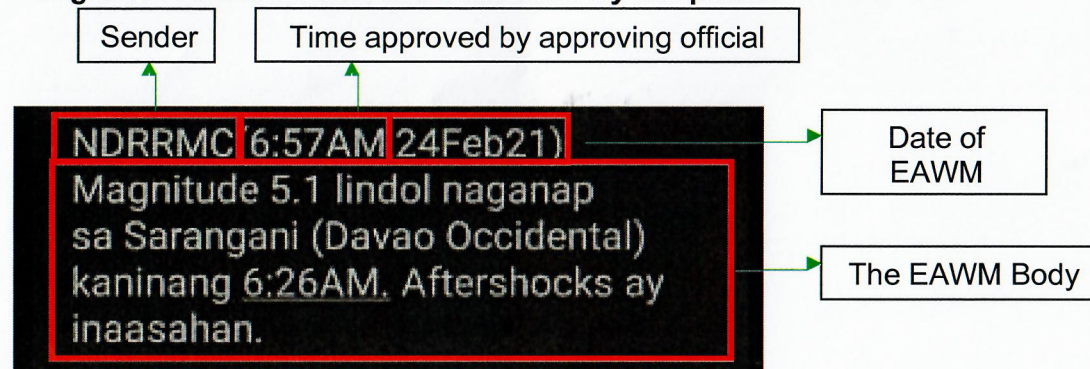 Sender
Time approved by approving official
NDRRMC (6:57AM 24Feb21)
Date of
EAWM
Magnitude 5.1 lindol naganap
sa Sarangani (Davao Occidental)
kaninang 6:26AM. Aftershocks ay
inaasahan.
The EAWM Body